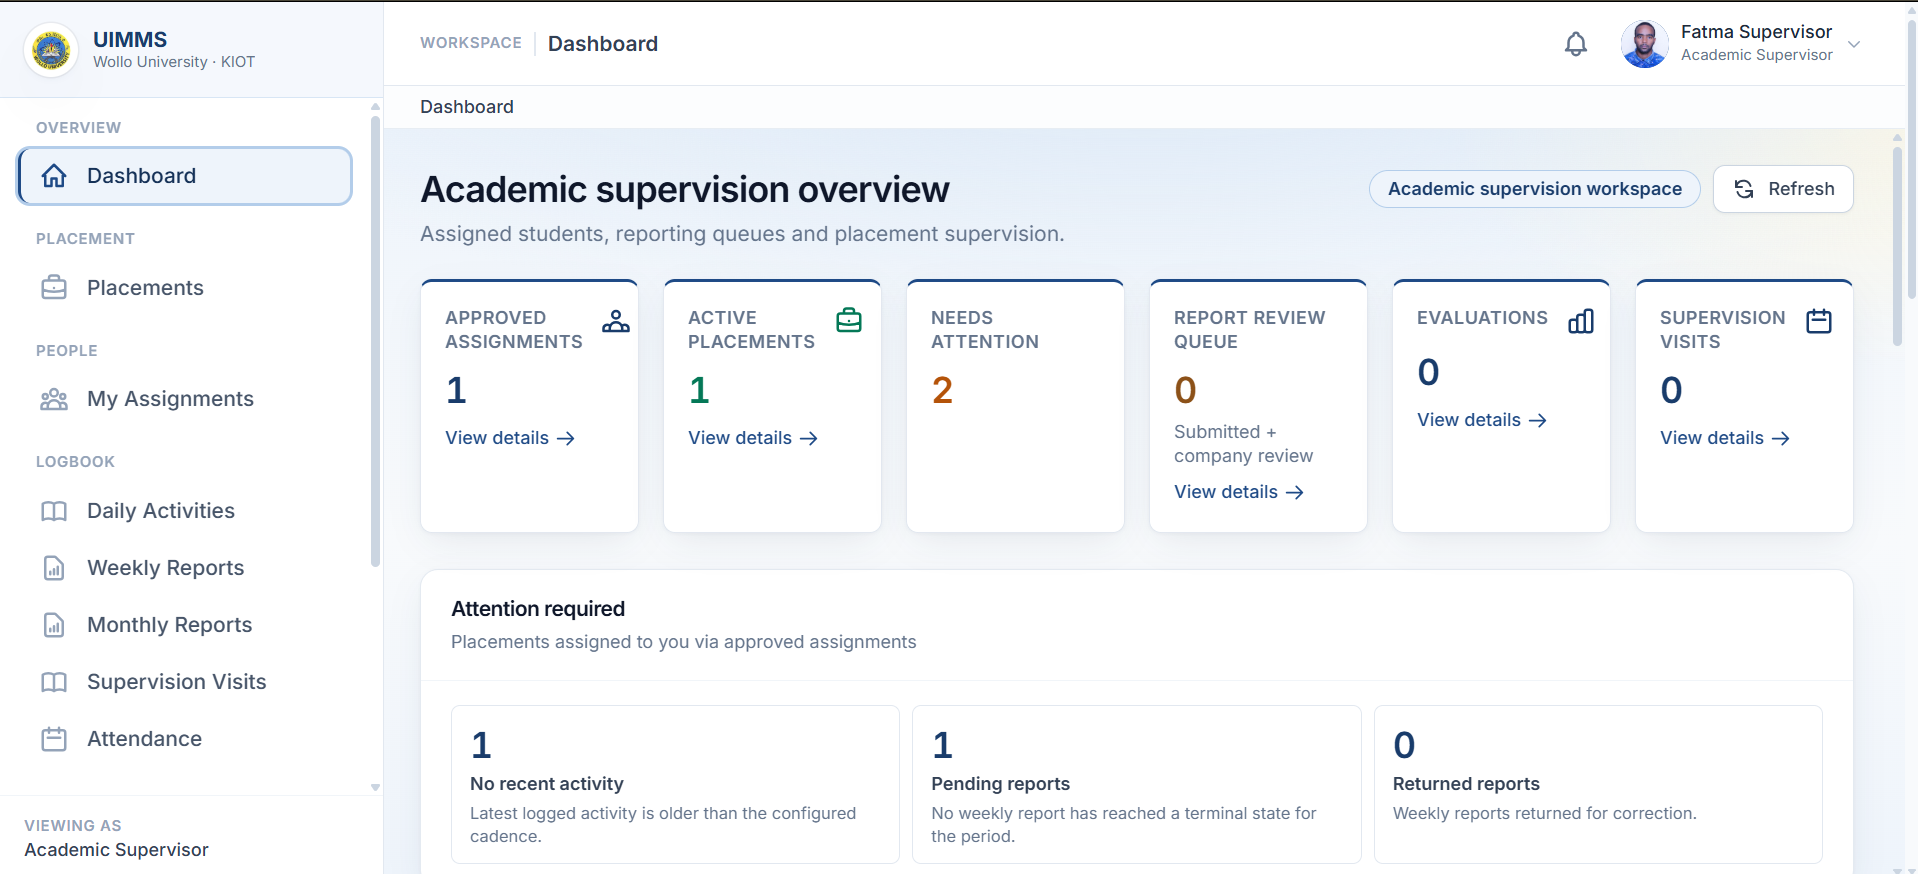 UIMMS
Wollo University · KIOT
OVERVIEW
Dashboard
PLACEMENT
Placements
PEOPLE
My Assignments
LOGBOOK
Daily Activities
Weekly Reports
Monthly Reports
Supervision Visits
Attendance
VIEWING AS
Academic Supervisor
WORKSPACE
Dashboard
Fatma Supervisor
Academic Supervisor
Dashboard
Academic supervision overview
Assigned students, reporting queues and placement supervision.
Academic supervision workspace
Refresh
APPROVED
ASSIGNMENTS
1
View details →
ACTIVE
PLACEMENTS
1
View details →
NEEDS
ATTENTION
2
REPORT REVIEW
QUEUE
0
Submitted +
company review
View details →
EVALUATIONS
0
View details →
SUPERVISION
VISITS
0
View details →
Attention required
Placements assigned to you via approved assignments
1
No recent activity
Latest logged activity is older than the configured
cadence.
1
Pending reports
No weekly report has reached a terminal state for
the period.
0
Returned reports
Weekly reports returned for correction.